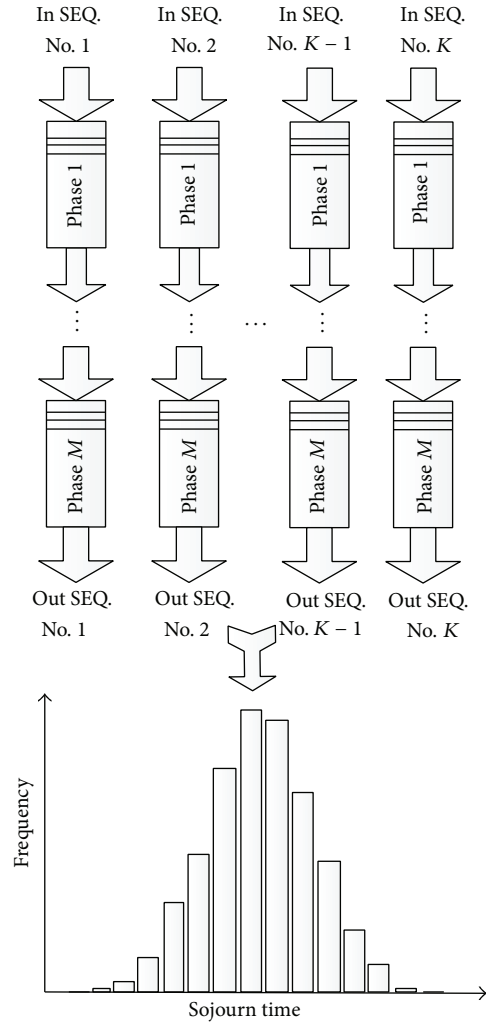 In SEQ.
No. 1
In SEQ.
No. 2
In SEQ.
No. K – 1
In SEQ.
No. K
Phase 1
Phase 1
Phase 1
Phase 1
⋮
⋮
...
⋮
⋮
Phase M
Phase M
Phase M
Phase M
Out SEQ.
No. 1
Out SEQ.
No. 2
Out SEQ.
No. K – 1
Out SEQ.
No. K
Frequency
Sojourn time